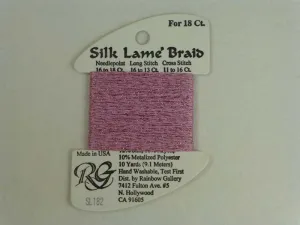 For 18 Ct.
Silk Lamé Braid
Needlepoint Long Stitch Cross Stitch
16 to 18 Ct. 16 to 13 Ct. 11 to 16 Ct.
Made in USA
10% Metalized Polyester
10 Yards (9.1 Meters)
Hand Washable, Test First
Dist. by Rainbow Gallery
7412 Fulton Ave. #5
N. Hollywood
CA 91605
RG
SL182